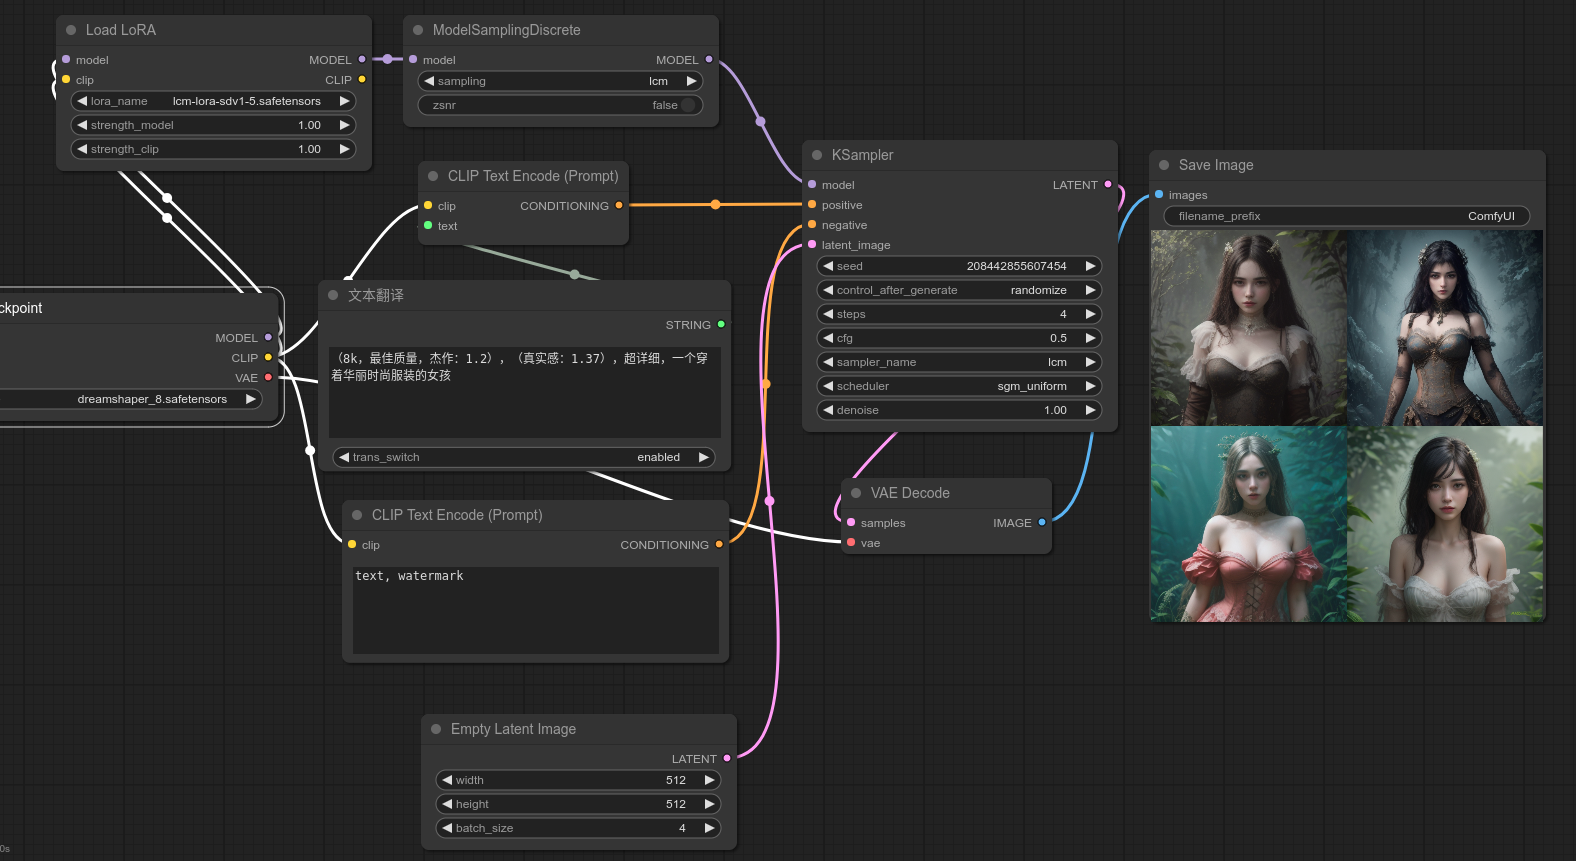 Load LoRA
model
MODEL
clip
CLIP
lora_name
lcm-lora-sdv1-5.safetensors
strength_model
1.00
strength_clip
1.00
ModelSamplingDiscrete
model
MODEL
sampling
lcm
zsnr
false
CLIP Text Encode (Prompt)
clip
CONDITIONING
text
ckpoint
MODEL
CLIP
VAE
dreamshaper_8.safetensors
文本翻译
STRING
（8k，最佳质量，杰作：1.2），（真实感：1.37），超详细，一个穿
着华丽时尚服装的女孩
trans_switch
enabled
CLIP Text Encode (Prompt)
clip
CONDITIONING
text, watermark
Empty Latent Image
LATENT
width
512
height
512
batch_size
4
KSampler
model
LATENT
positive
negative
latent_image
seed
208442855607454
control_after_generate
randomize
steps
4
cfg
0.5
sampler_name
lcm
scheduler
sgm_uniform
denoise
1.00
VAE Decode
samples
IMAGE
vae
Save Image
images
filename_prefix
ComfyUI
0s